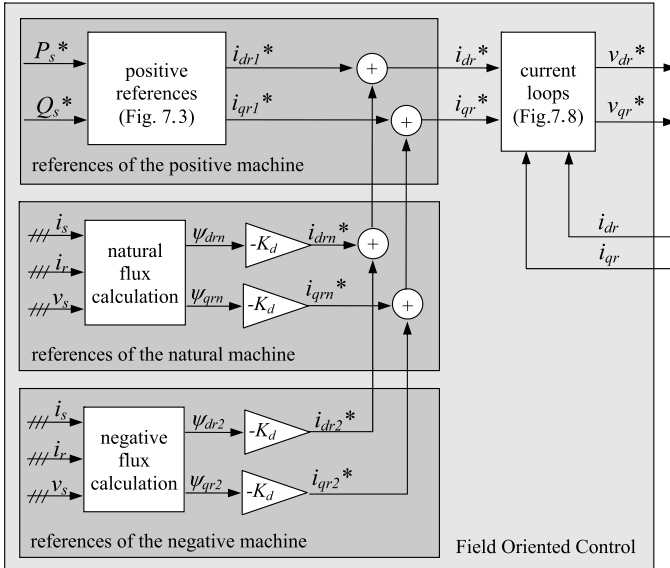 P_s* positive references (Fig. 7.3) i_dr1* + i_dr* current loops (Fig.7.8) v_dr*
Q_s* i_qr1* + i_qr* v_qr*
references of the positive machine
i_dr
i_qr
i_s natural flux calculation ψ_drn -K_d i_drn* +
i_r
v_s ψ_qrn -K_d i_qrn* +
references of the natural machine
i_s negative flux calculation ψ_dr2 -K_d i_dr2*
i_r
v_s ψ_qr2 -K_d i_qr2*
references of the negative machine
Field Oriented Control